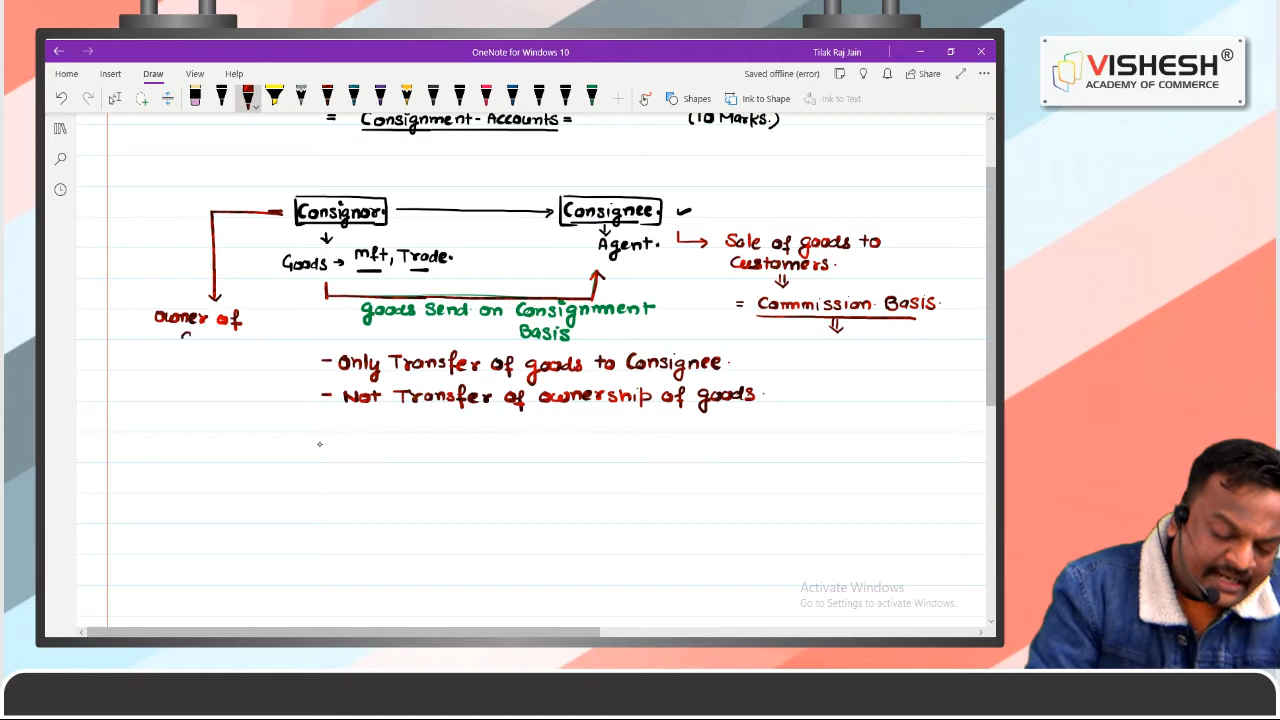 OneNote for Windows 10
Tilak Raj Jain
Home Insert Draw View Help
Saved offline (error)
Share
Shapes
Ink to Shape
Ink to Text
VISHESH®
ACADEMY OF COMMERCE
= Consignment-Accounts = (10 Marks.)
Consignor. Consignee.
Goods → mft, Trade.
Agent.
Sale of goods to
Customers.
= Commission Basis.
goods Send on Consignment
Basis
owner of
- Only Transfer of goods to Consignee.
- Not Transfer of ownership of goods.
Activate Windows
Go to Settings to activate Windows.